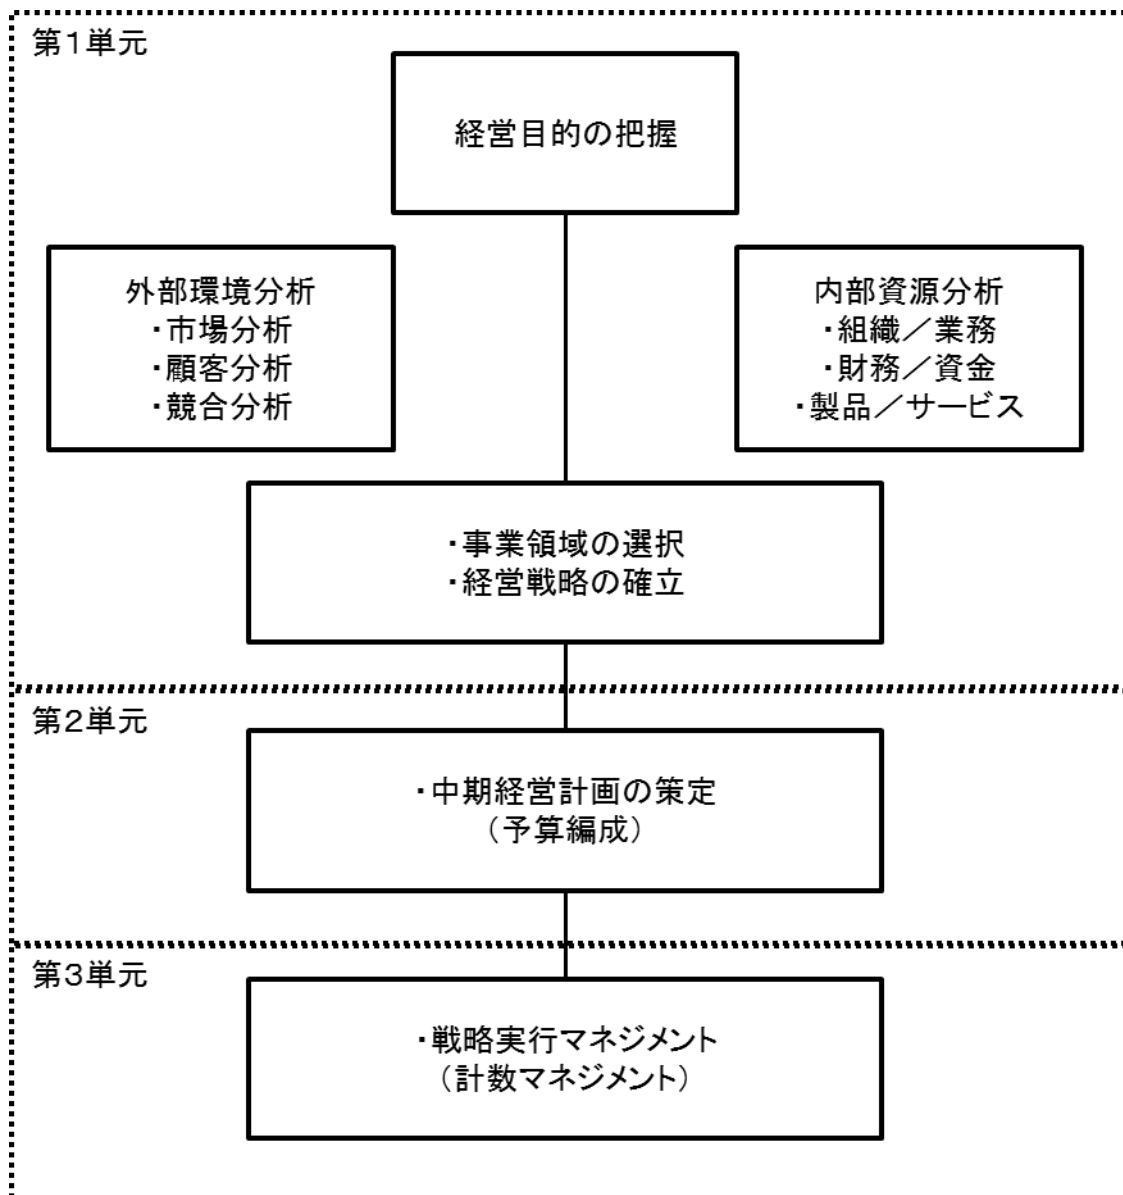 第1単元
経営目的の把握
外部環境分析
・市場分析
・顧客分析
・競合分析
内部資源分析
・組織／業務
・財務／資金
・製品／サービス
・事業領域の選択
・経営戦略の確立
第2単元
・中期経営計画の策定
（予算編成）
第3単元
・戦略実行マネジメント
（計数マネジメント）